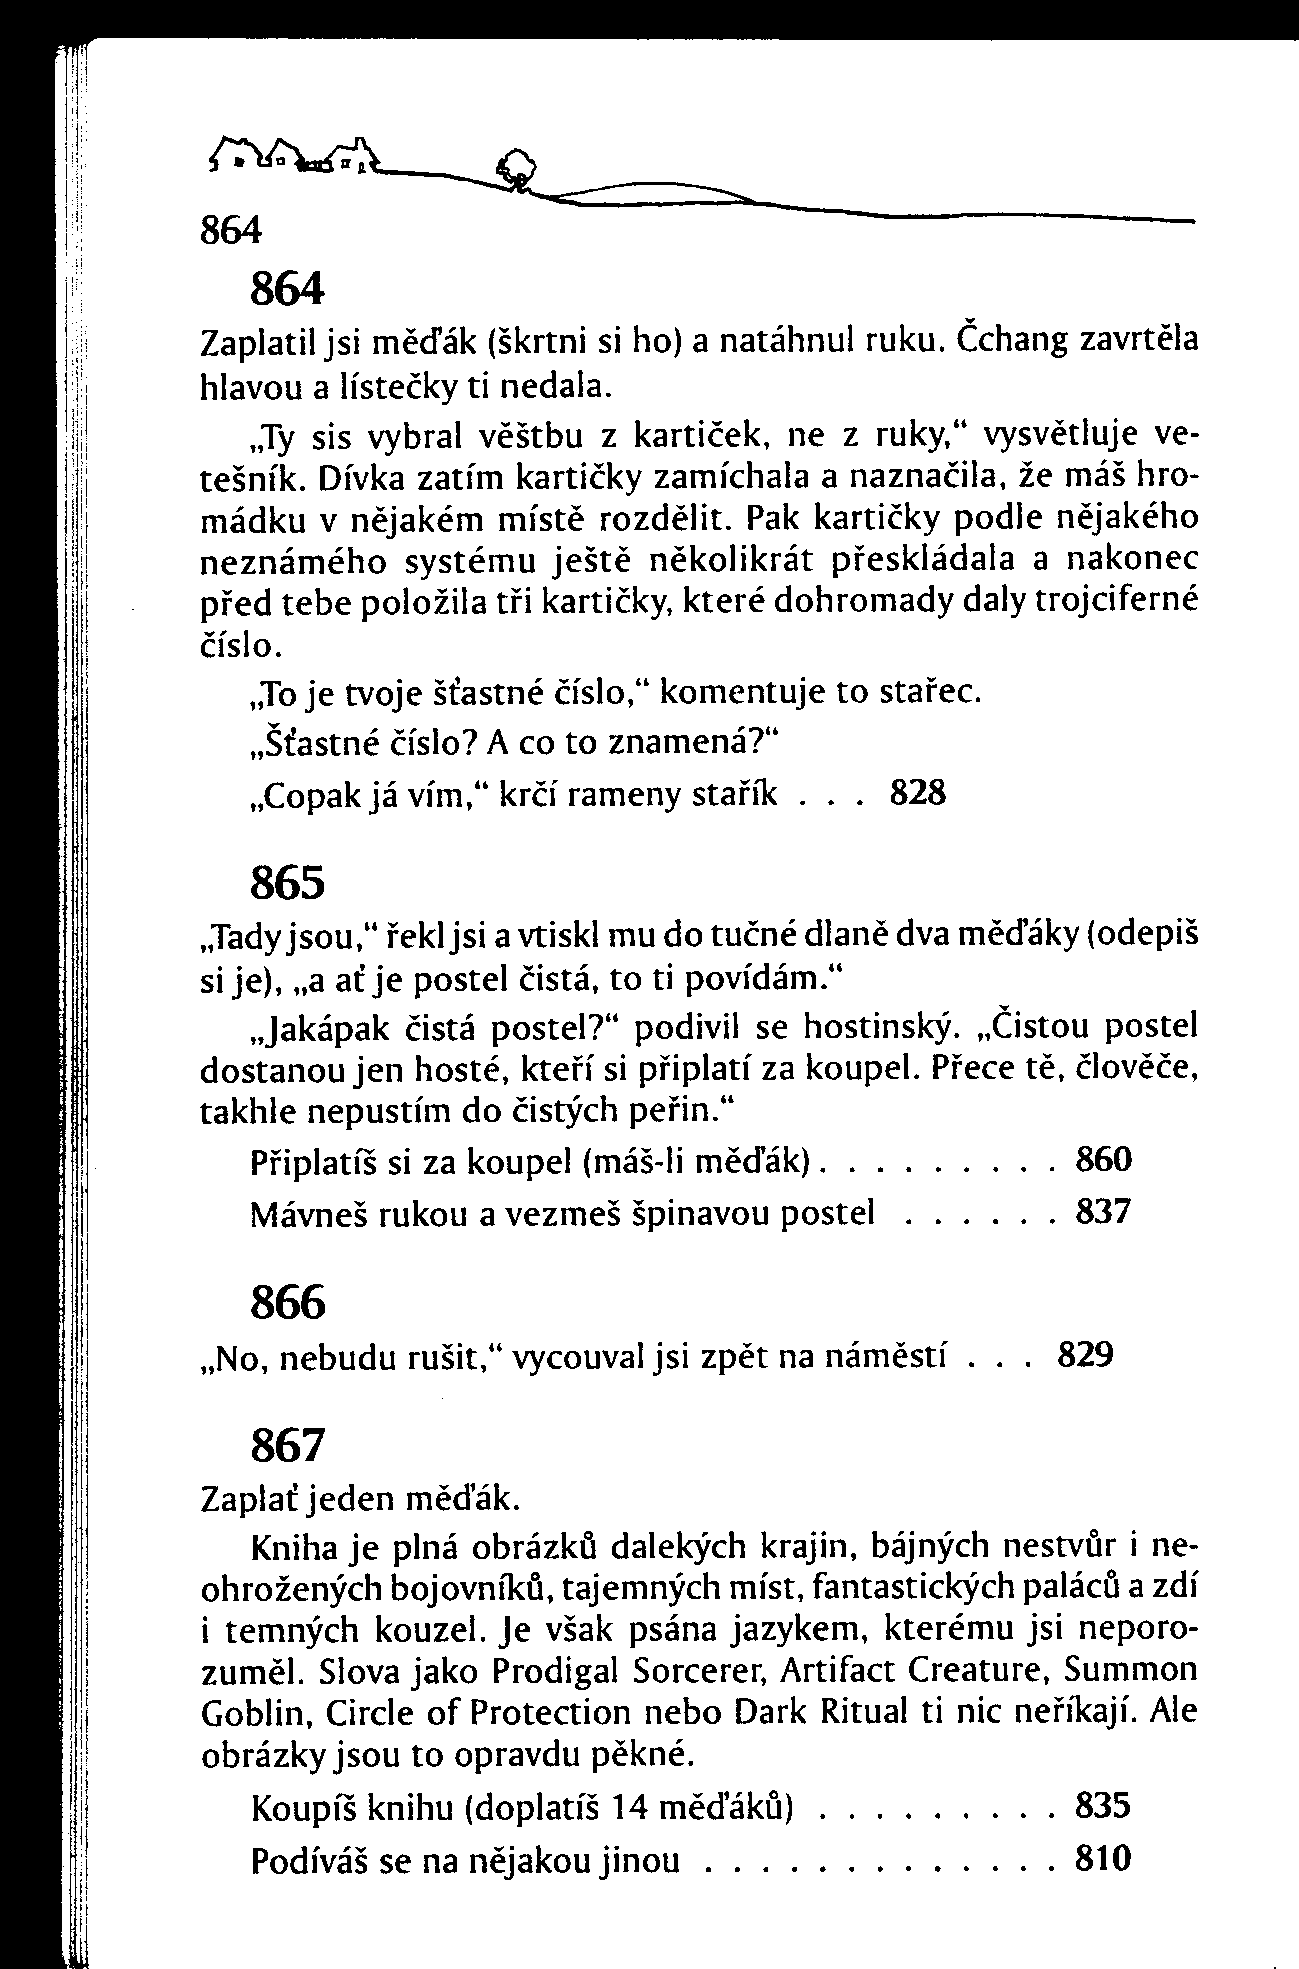 864
864
Zaplatil jsi měďák (škrtni si ho) a natáhnul ruku. Čchang zavrtěla
hlavou a lístečky ti nedala.
„Ty sis vybral věštbu z kartiček, ne z ruky,“ vysvětluje ve-
tešník. Dívka zatím kartičky zamíchala a naznačila, že máš hro-
mádku v nějakém místě rozdělit. Pak kartičky podle nějakého
neznámého systému ještě několikrát přeskládala a nakonec
před tebe položila tři kartičky, které dohromady daly trojciferné
číslo.
„To je tvoje šťastné číslo,“ komentuje to stařec.
„Šťastné číslo? A co to znamená?“
„Copak já vím,“ krčí rameny stařík . . . 828
865
„Tady jsou,“ řekl jsi a vtiskl mu do tučné dlaně dva měďáky (odepiš
si je), „a ať je postel čistá, to ti povídám.“
„Jakápak čistá postel?“ podivil se hostinský. „Čistou postel
dostanou jen hosté, kteří si připlatí za koupel. Přece tě, člověče,
takhle nepustím do čistých peřin.“
Připlatíš si za koupel (máš-li měďák). . . . . . . . . 860
Mávneš rukou a vezmeš špinavou postel . . . . . . 837
866
„No, nebudu rušit,“ vycouval jsi zpět na náměstí . . . 829
867
Zaplať jeden měďák.
Kniha je plná obrázků dalekých krajin, bájných nestvůr i ne-
ohrožených bojovníků, tajemných míst, fantastických paláců a zdí
i temných kouzel. Je však psána jazykem, kterému jsi neporo-
zuměl. Slova jako Prodigal Sorcerer, Artifact Creature, Summon
Goblin, Circle of Protection nebo Dark Ritual ti nic neříkají. Ale
obrázky jsou to opravdu pěkné.
Koupíš knihu (doplatíš 14 měďáků) . . . . . . . . . 835
Podíváš se na nějakou jinou . . . . . . . . . . . . . 810